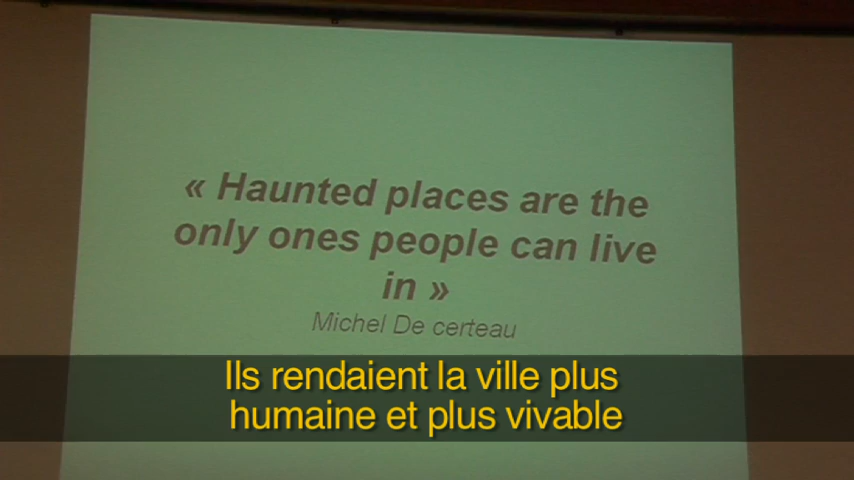 « Haunted places are the
only ones people can live
in »
Michel De certeau
Ils rendaient la ville plus
humaine et plus vivable